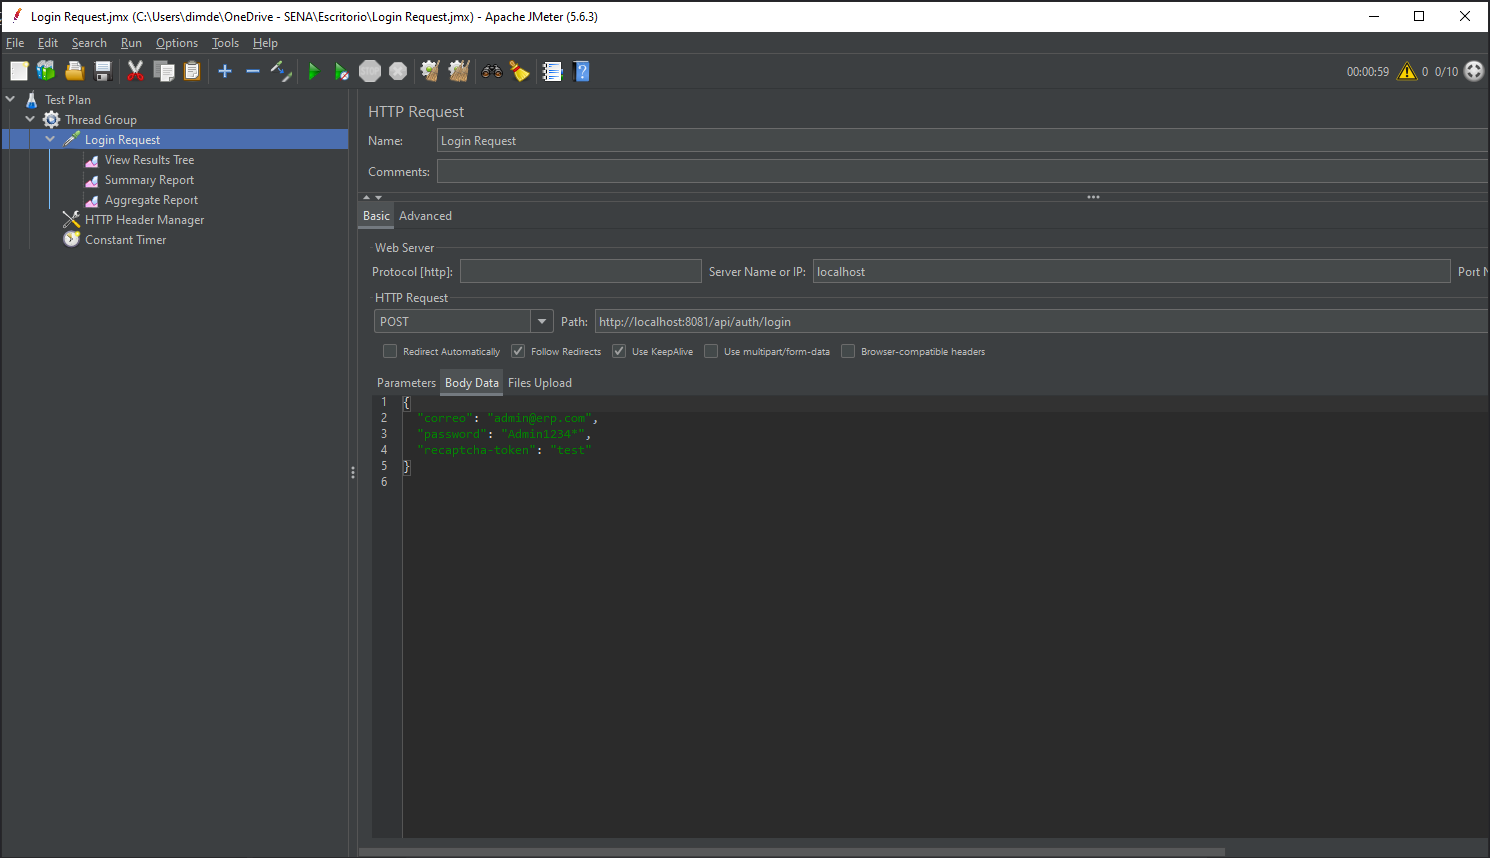 Login Request.jmx (C:\Users\dimde\OneDrive - SENA\Escritorio\Login Request.jmx) - Apache JMeter (5.6.3)
File Edit Search Run Options Tools Help
STOP 00:00:59 0 0/10
Test Plan
Thread Group
Login Request
View Results Tree
Summary Report
Aggregate Report
HTTP Header Manager
Constant Timer
HTTP Request
Name: Login Request
Comments:
Basic Advanced
Web Server
Protocol [http]: Server Name or IP: localhost Port N
HTTP Request
POST Path: http://localhost:8081/api/auth/login
Redirect Automatically Follow Redirects Use KeepAlive Use multipart/form-data Browser-compatible headers
Parameters Body Data Files Upload
1 {
2 "correo": "admin@erp.com",
3 "password": "Admin1234*",
4 "recaptcha-token": "test"
5 }
6